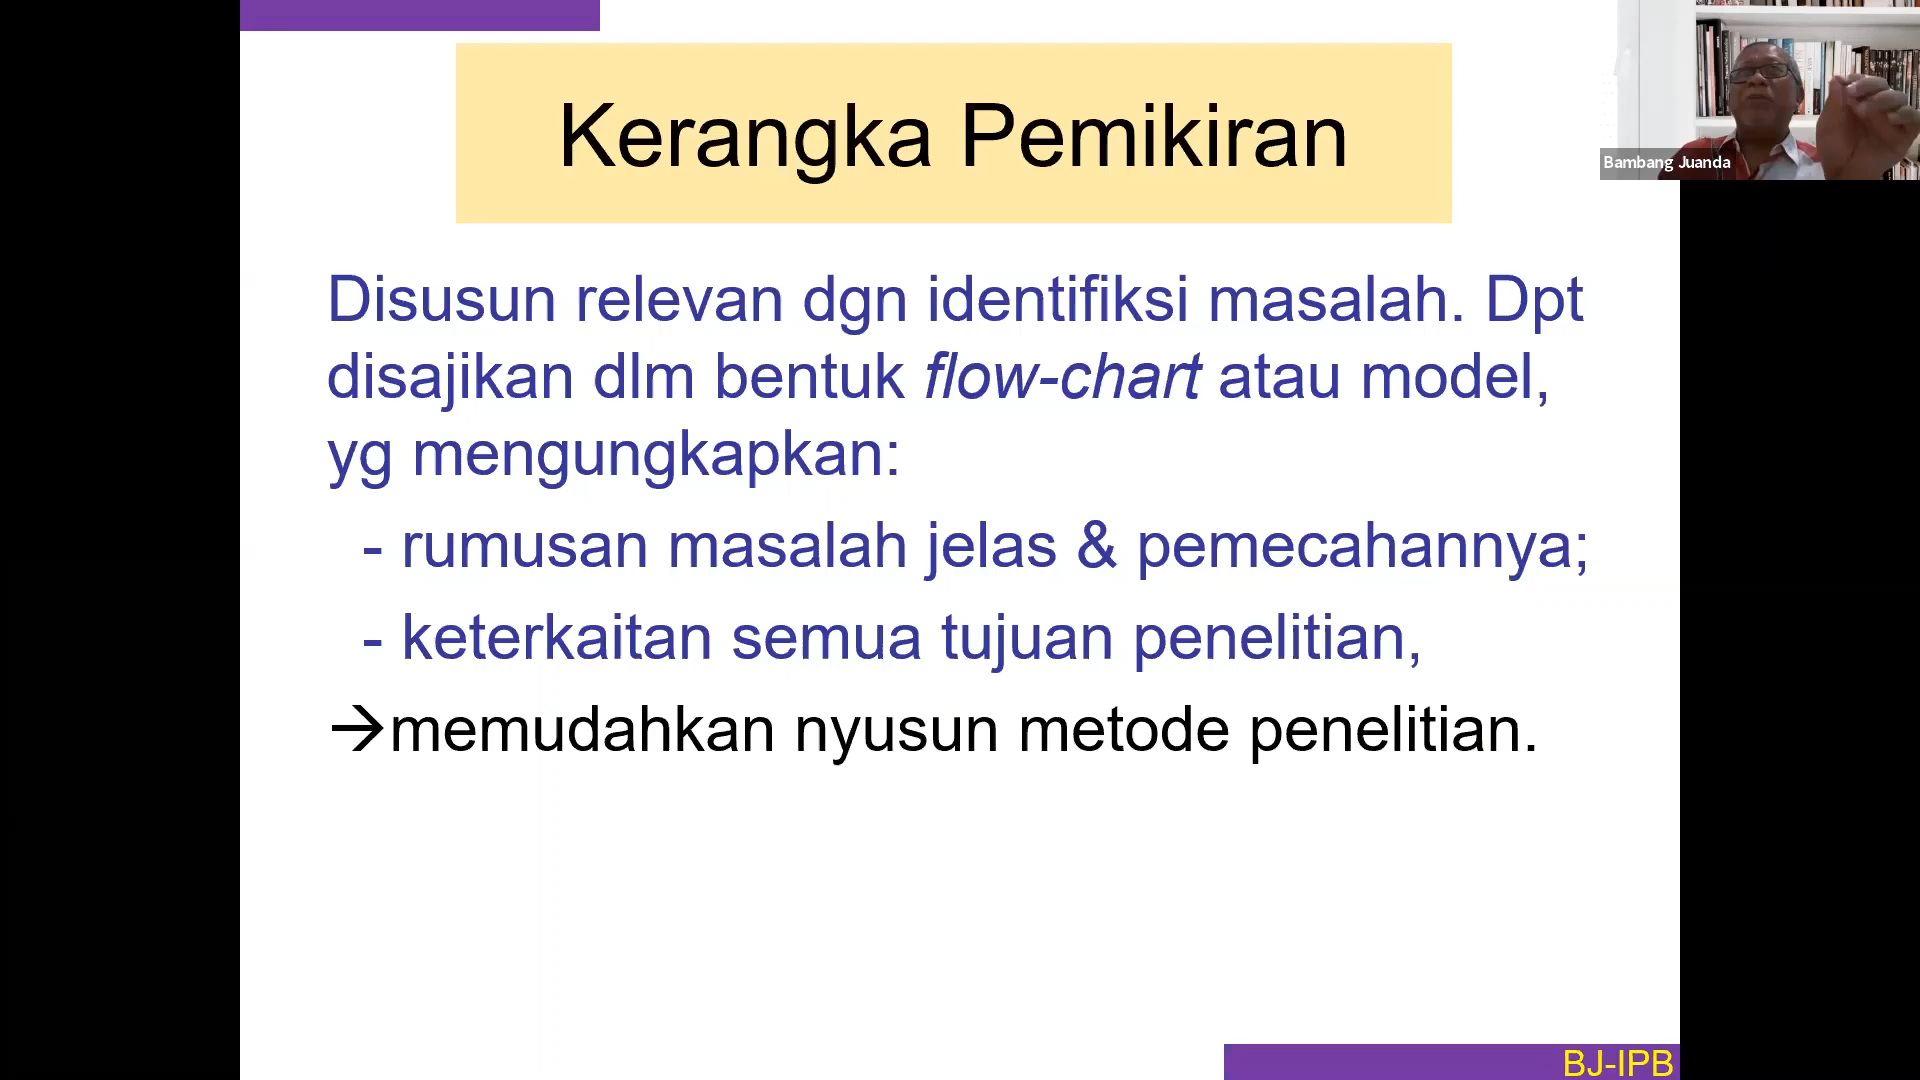 Kerangka Pemikiran
Bambang Juanda
Disusun relevan dgn identifiksi masalah. Dpt
disajikan dlm bentuk flow-chart atau model,
yg mengungkapkan:
- rumusan masalah jelas & pemecahannya;
- keterkaitan semua tujuan penelitian,
→memudahkan nyusun metode penelitian.
BJ-IPB